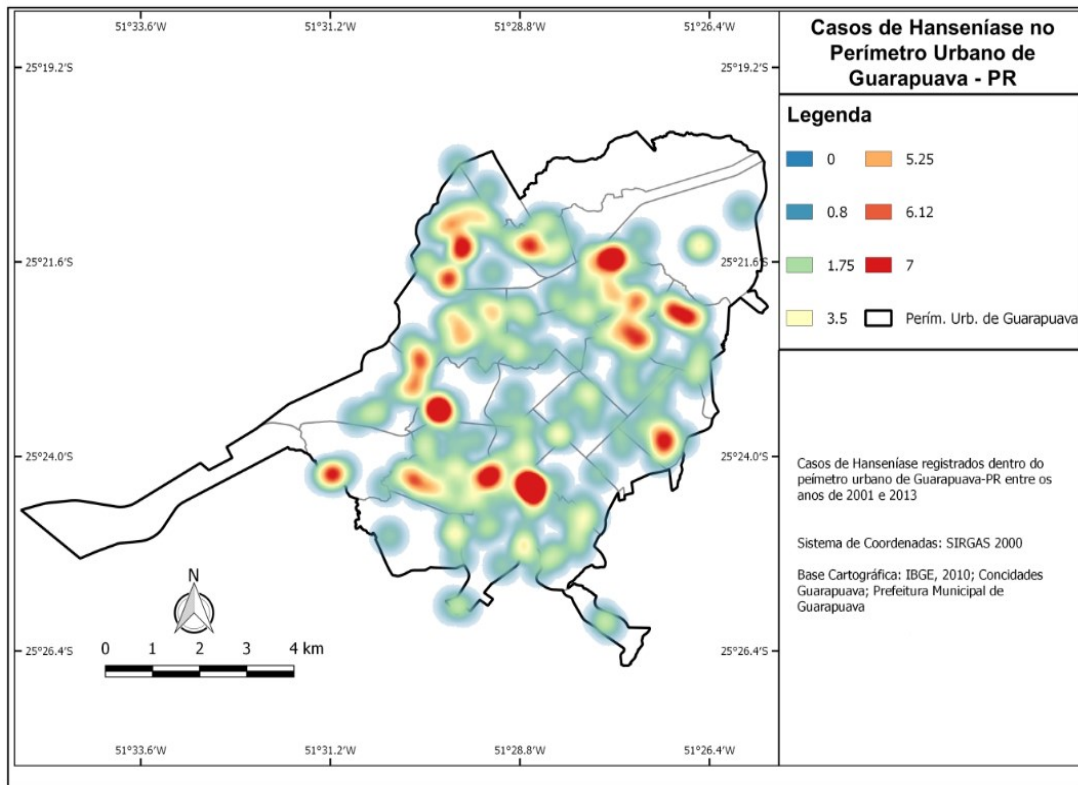 51°33.6'W 51°31.2'W 51°28.8'W 51°26.4'W
25°19.2'S 25°19.2'S
25°21.6'S 25°21.6'S
25°24.0'S 25°24.0'S
25°26.4'S 25°26.4'S
N
0 1 2 3 4 km
51°33.6'W 51°31.2'W 51°28.8'W 51°26.4'W
Casos de Hanseníase no
Perímetro Urbano de
Guarapuava - PR
Legenda
0 5.25
0.8 6.12
1.75 7
3.5 Perím. Urb. de Guarapuava
Casos de Hanseníase registrados dentro do
peímetro urbano de Guarapuava-PR entre os
anos de 2001 e 2013
Sistema de Coordenadas: SIRGAS 2000
Base Cartográfica: IBGE, 2010; Concidades
Guarapuava; Prefeitura Municipal de
Guarapuava